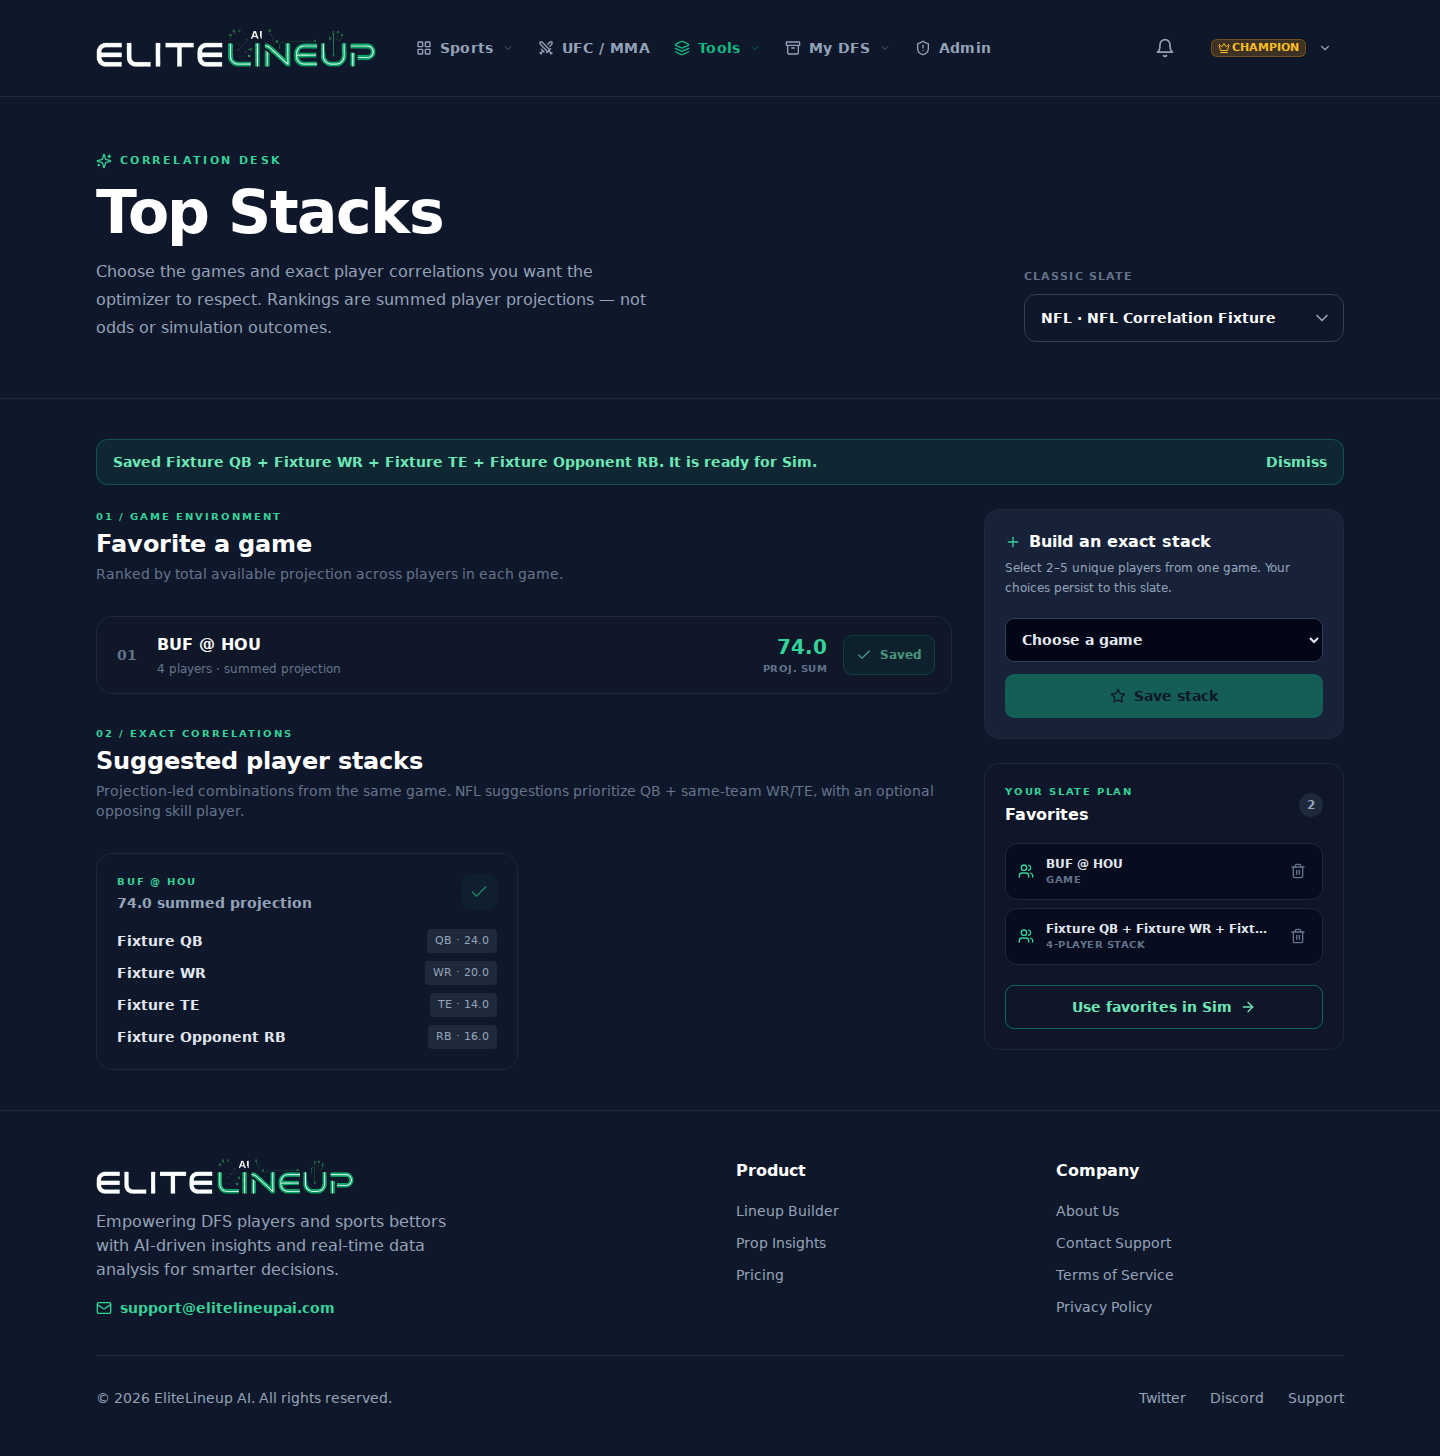 ELITELINEUP AI
Sports
UFC / MMA
Tools
My DFS
Admin
CHAMPION
CORRELATION DESK
Top Stacks
Choose the games and exact player correlations you want the
optimizer to respect. Rankings are summed player projections — not
odds or simulation outcomes.
CLASSIC SLATE
NFL · NFL Correlation Fixture
Saved Fixture QB + Fixture WR + Fixture TE + Fixture Opponent RB. It is ready for Sim.
Dismiss
01 / GAME ENVIRONMENT
Favorite a game
Ranked by total available projection across players in each game.
01
BUF @ HOU
4 players · summed projection
74.0
PROJ. SUM
Saved
02 / EXACT CORRELATIONS
Suggested player stacks
Projection-led combinations from the same game. NFL suggestions prioritize QB + same-team WR/TE, with an optional
opposing skill player.
BUF @ HOU
74.0 summed projection
Fixture QB
QB · 24.0
Fixture WR
WR · 20.0
Fixture TE
TE · 14.0
Fixture Opponent RB
RB · 16.0
Build an exact stack
Select 2–5 unique players from one game. Your
choices persist to this slate.
Choose a game
Save stack
YOUR SLATE PLAN
Favorites
2
BUF @ HOU
GAME
Fixture QB + Fixture WR + Fixt...
4-PLAYER STACK
Use favorites in Sim
ELITELINEUP AI
Empowering DFS players and sports bettors
with AI-driven insights and real-time data
analysis for smarter decisions.
support@elitelineupai.com
Product
Lineup Builder
Prop Insights
Pricing
Company
About Us
Contact Support
Terms of Service
Privacy Policy
© 2026 EliteLineup AI. All rights reserved.
Twitter
Discord
Support